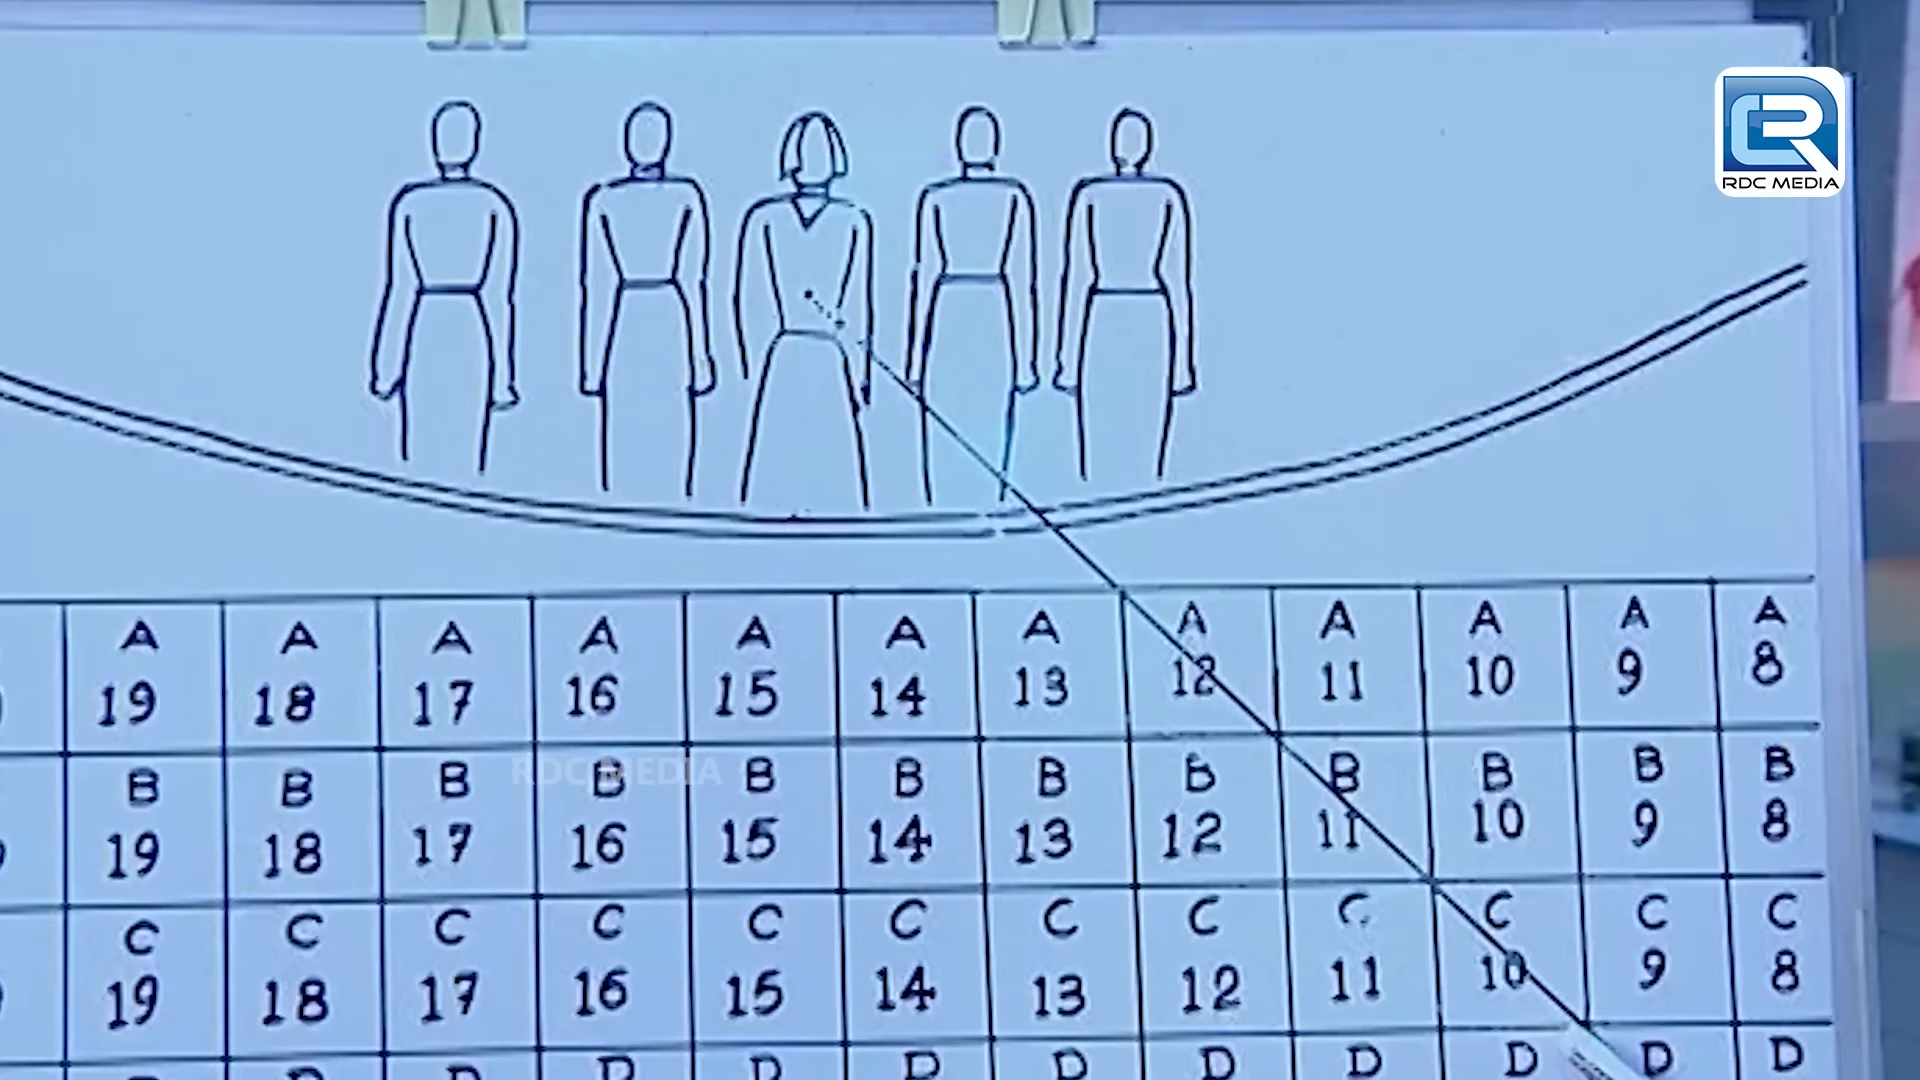 RDC MEDIA
A A A A A A A A A A A A
19 18 17 16 15 14 13 12 11 10 9 8
B B B B B B B B B B B B
19 18 17 16 15 14 13 12 11 10 9 8
RDC MEDIA
C C C C C C C C C C C C
19 18 17 16 15 14 13 12 11 10 9 8
D D D D D D D D D D D D